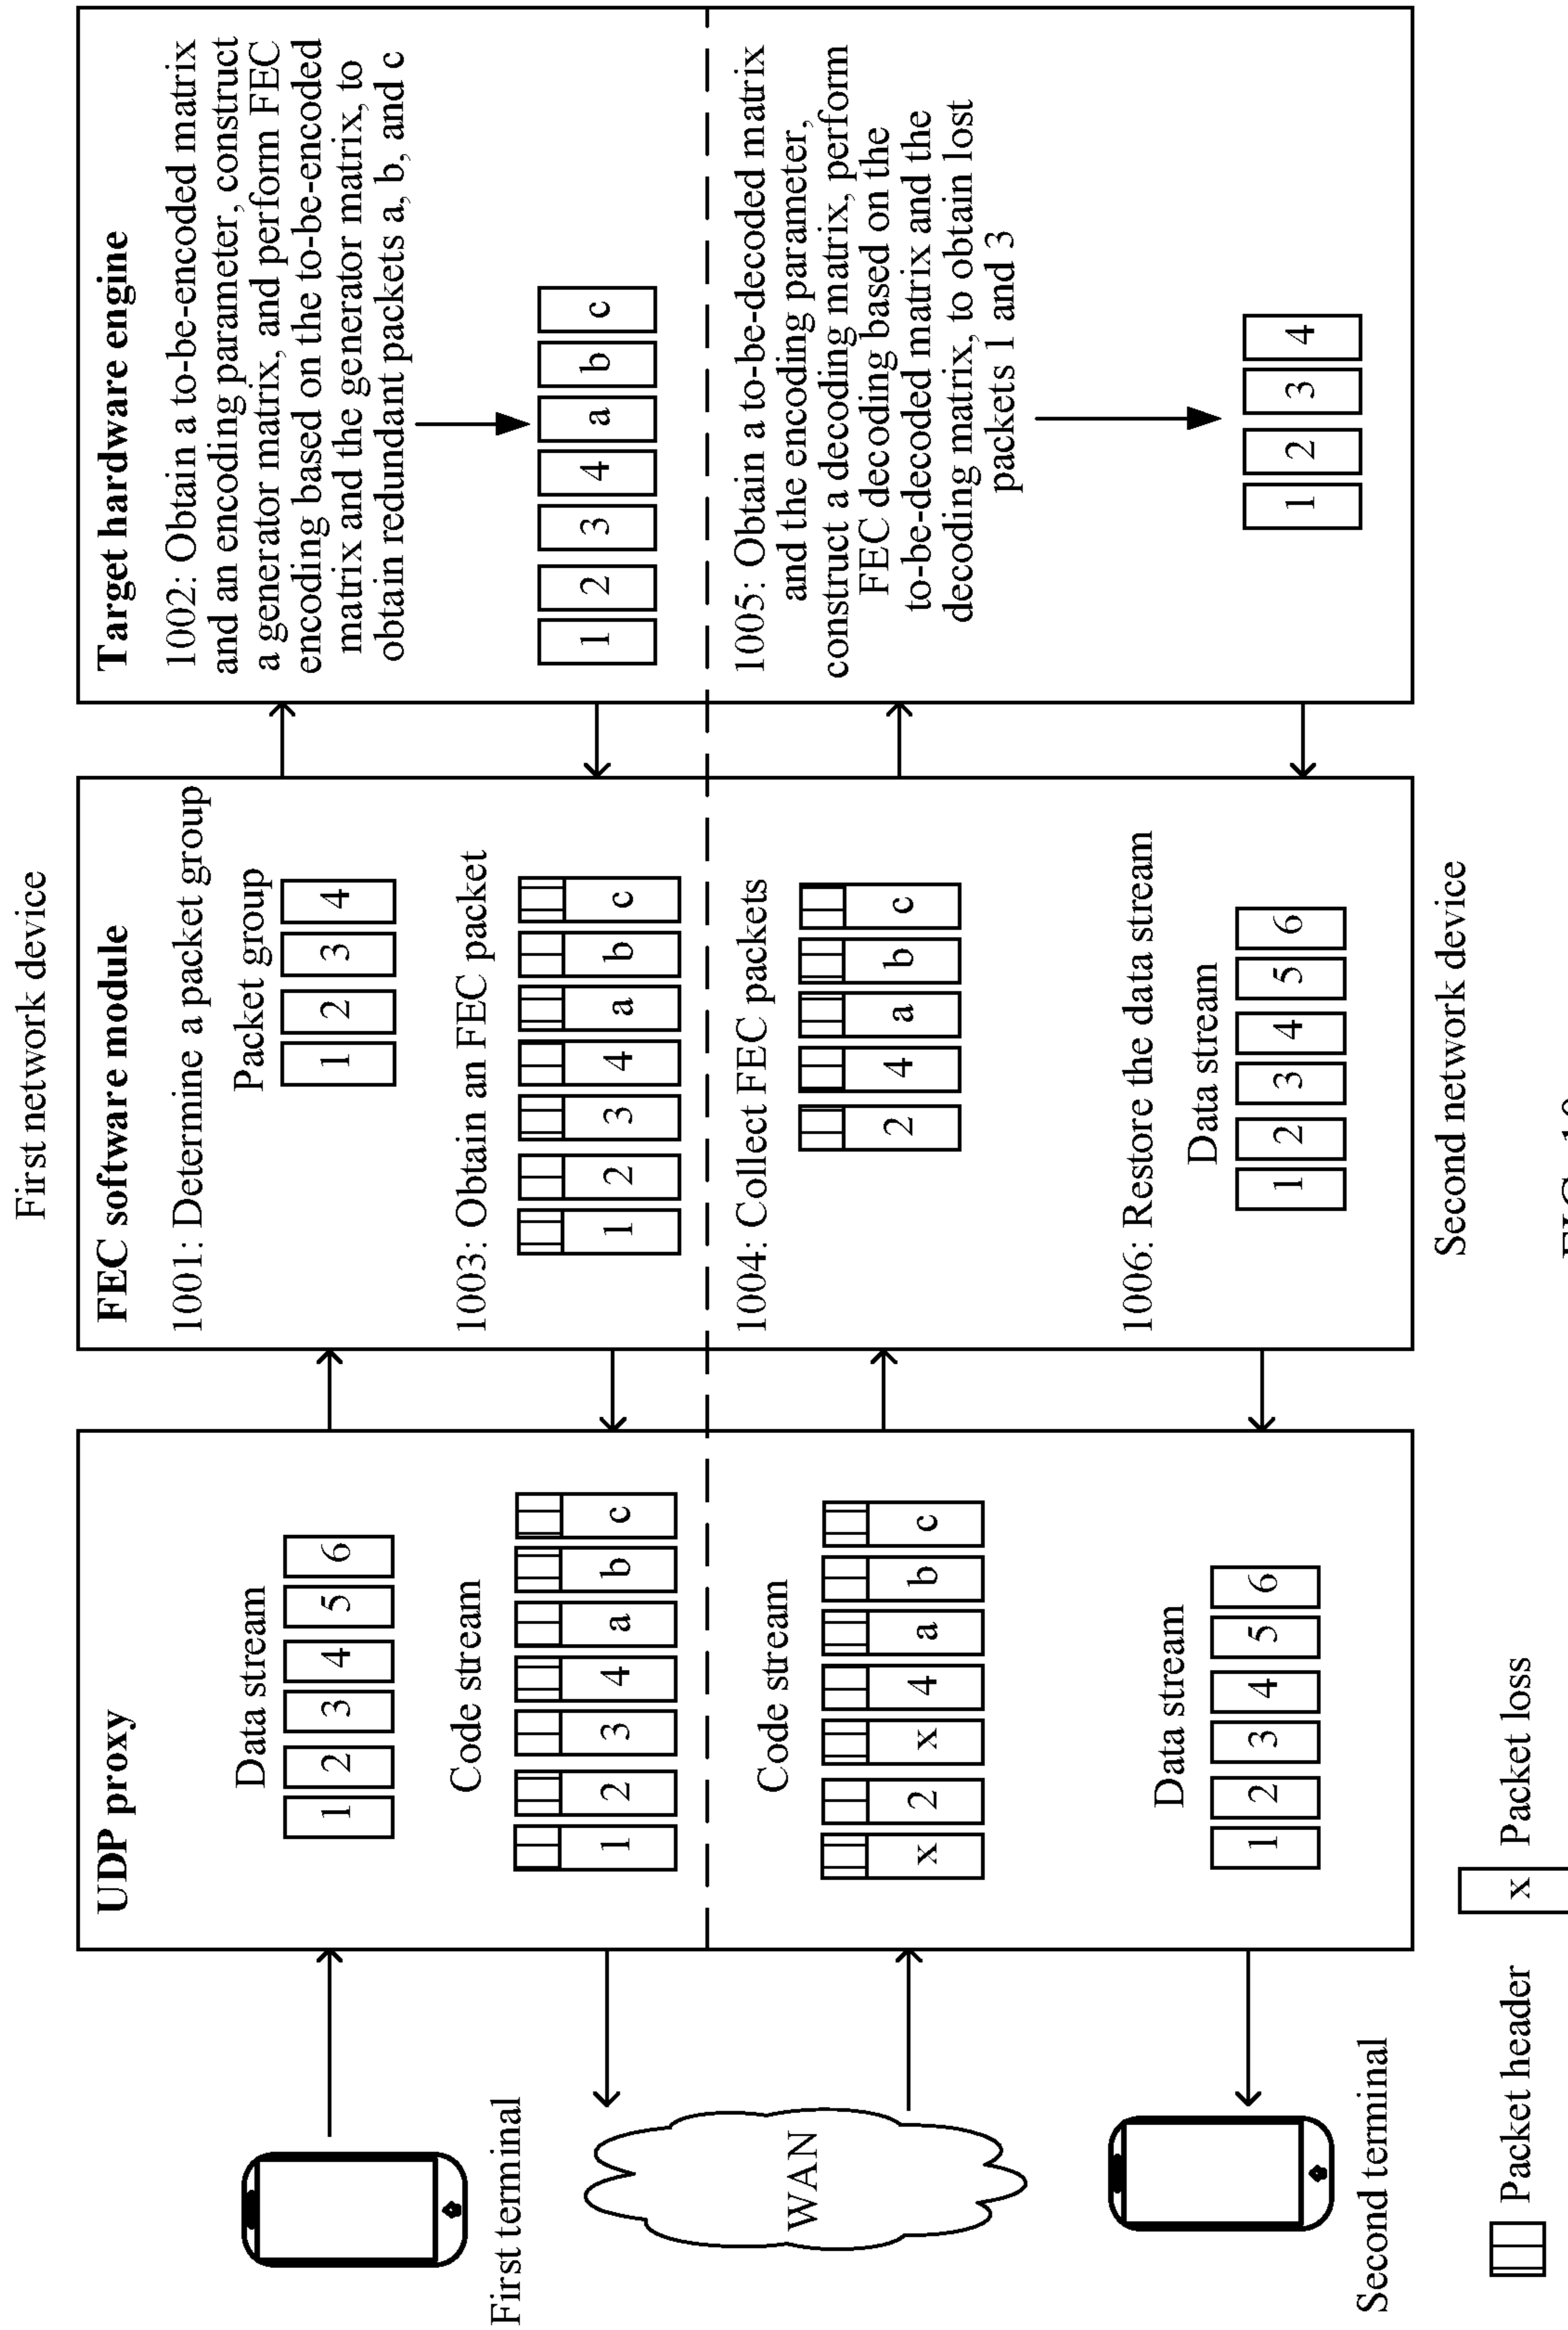 First network device
UDP proxy
Data stream
1 2 3 4 5 6
Code stream
1 2 3 4 a b c
FEC software module
1001: Determine a packet group
Packet group
1 2 3 4
1003: Obtain an FEC packet
1 2 3 4 a b c
Target hardware engine
1002: Obtain a to-be-encoded matrix
and an encoding parameter, construct
a generator matrix, and perform FEC
encoding based on the to-be-encoded
matrix and the generator matrix, to
obtain redundant packets a, b, and c
1 2 3 4 a b c
First terminal
WAN
Code stream
x 2 x 4 a b c
Data stream
1 2 3 4 5 6
1004: Collect FEC packets
2 4 a b c
1006: Restore the data stream
Data stream
1 2 3 4 5 6
1005: Obtain a to-be-decoded matrix
and the encoding parameter,
construct a decoding matrix, perform
FEC decoding based on the
to-be-decoded matrix and the
decoding matrix, to obtain lost
packets 1 and 3
1 2 3 4
Second terminal
Second network device
Packet header
x Packet loss
FIG. 10